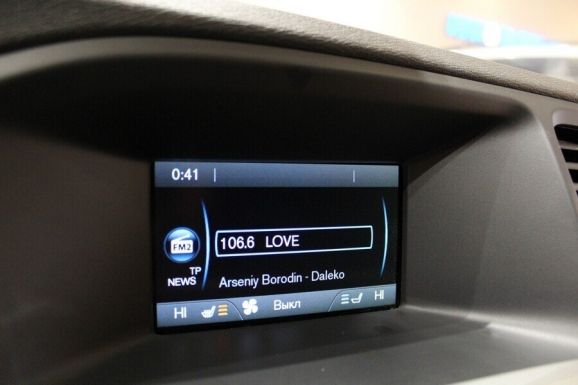 0:41
FM2
106.6 LOVE
TP
NEWS
Arseniy Borodin - Daleko
HI Выкл HI